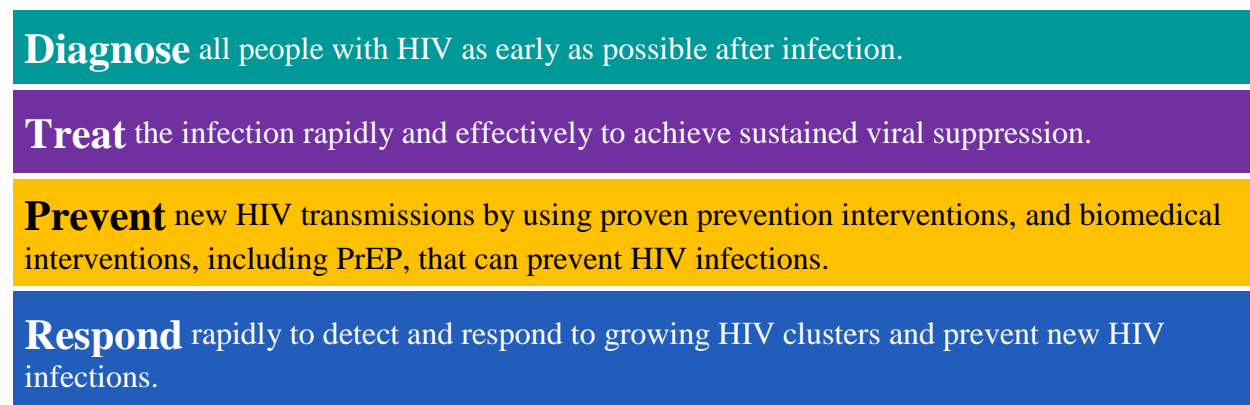 Diagnose all people with HIV as early as possible after infection.
Treat the infection rapidly and effectively to achieve sustained viral suppression.
Prevent new HIV transmissions by using proven prevention interventions, and biomedical
interventions, including PrEP, that can prevent HIV infections.
Respond rapidly to detect and respond to growing HIV clusters and prevent new HIV
infections.